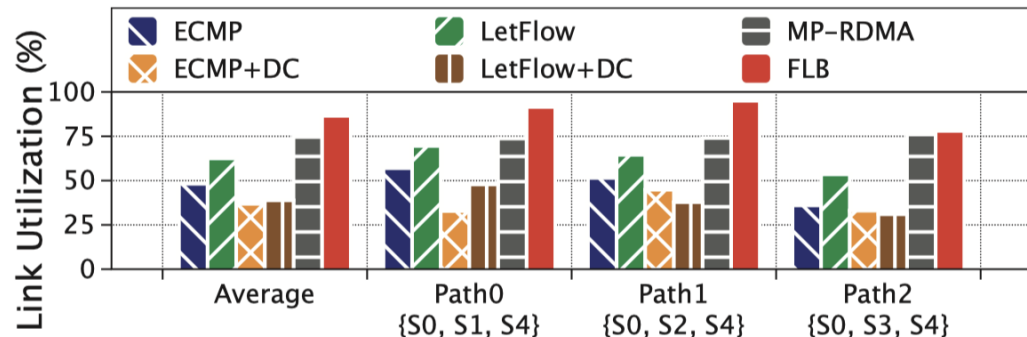 ECMP LetFlow MP-RDMA
ECMP+DC LetFlow+DC FLB
Link Utilization (%)
100
75
50
25
0
Average Path0 Path1 Path2
{S0, S1, S4} {S0, S2, S4} {S0, S3, S4}